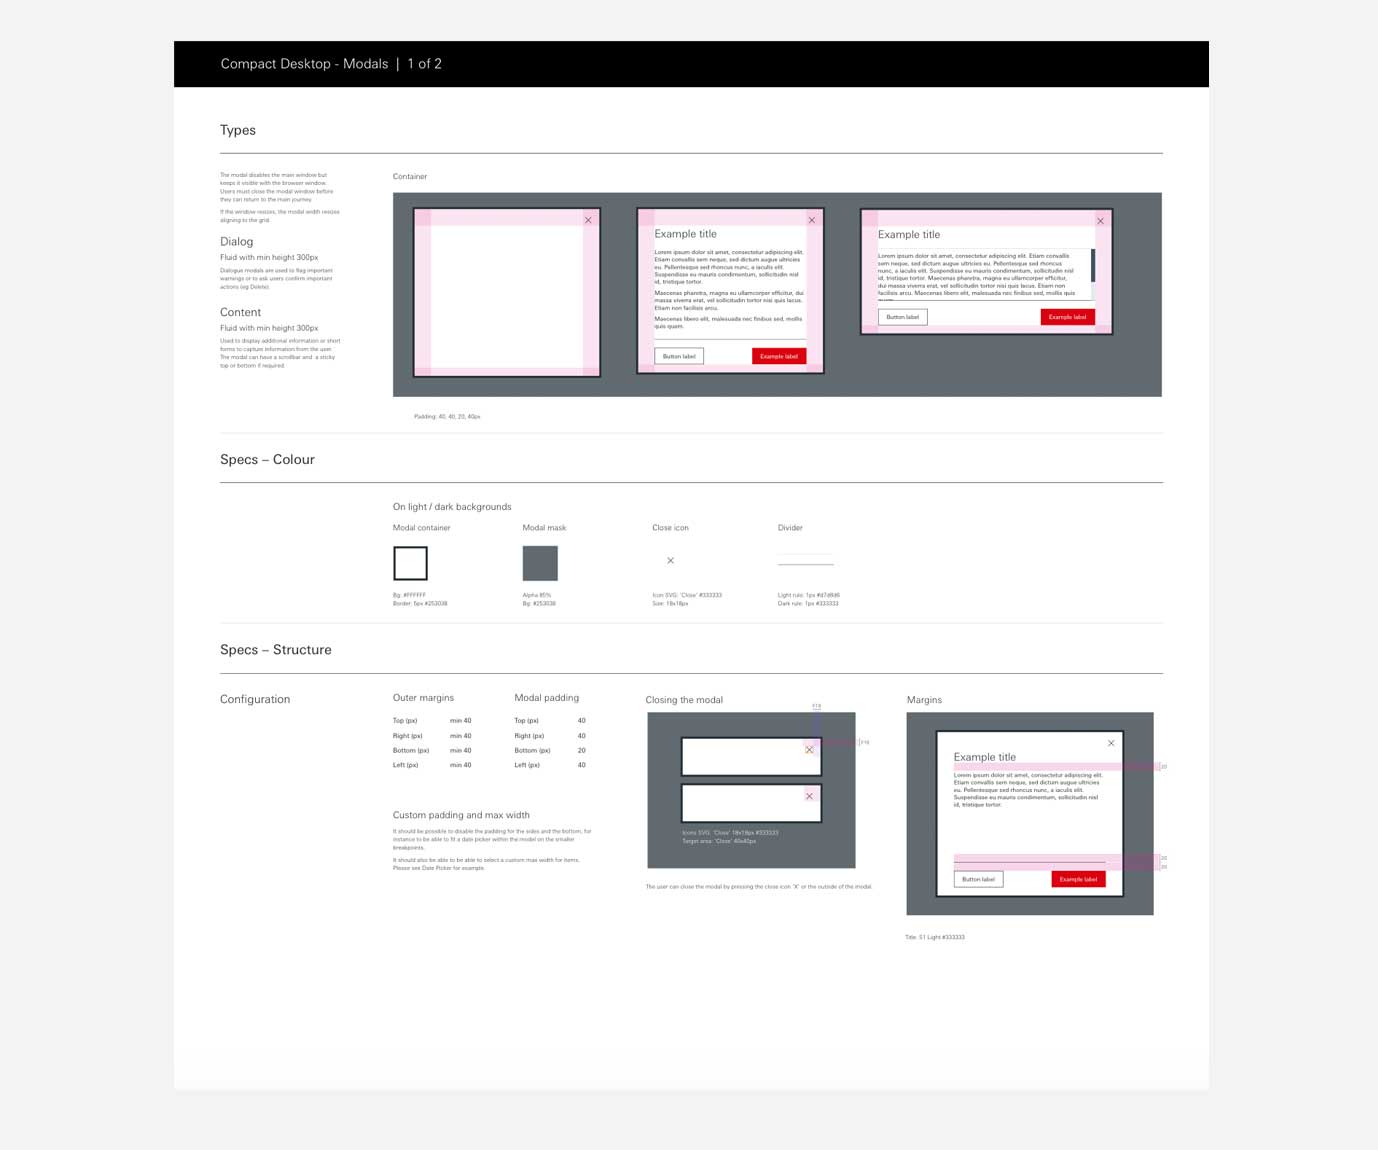 Compact Desktop - Modals | 1 of 2
Types
The modal disables the main window but
keeps it visible with the browser window.
Users must close the modal window before
they can return to the main journey.
If the window resizes, the modal width resizes
aligning to the grid.
Dialog
Fluid with min height 300px
Dialogue modals are used to flag important
warnings or to ask users confirm important
actions (eg Delete).
Content
Fluid with min height 300px
Used to display additional information or short
forms to capture information from the user.
The modal can have a scrollbar and a sticky
top or bottom if required.
Container
Example title
Lorem ipsum dolor sit amet, consectetur adipiscing elit.
Etiam convallis sem neque, sed dictum augue ultricies
eu. Pellentesque sed rhoncus nunc, a iaculis elit.
Suspendisse eu mauris condimentum, sollicitudin nisl
id, tristique tortor.
Maecenas pharetra, magna eu ullamcorper efficitur, dui
massa viverra erat, vel sollicitudin tortor nisi quis lacus.
Etiam non facilisis arcu.
Maecenas libero elit, malesuada nec finibus sed, mollis
quis quam.
Button label
Example label
Example title
Lorem ipsum dolor sit amet, consectetur adipiscing elit. Etiam convallis
sem neque, sed dictum augue ultricies eu. Pellentesque sed rhoncus
nunc, a iaculis elit. Suspendisse eu mauris condimentum, sollicitudin nisl
id, tristique tortor. Maecenas pharetra, magna eu ullamcorper efficitur,
dui massa viverra erat, vel sollicitudin tortor nisi quis lacus. Etiam non
facilisis arcu. Maecenas libero elit, malesuada nec finibus sed, mollis quis
Button label
Example label
Padding: 40, 40, 20, 40px
Specs – Colour
On light / dark backgrounds
Modal container
Modal mask
Close icon
Divider
Bg: #FFFFFF
Border: 5px #253038
Alpha 85%
Bg: #253038
Icon SVG: 'Close' #333333
Size: 18x18px
Light rule: 1px #d7d8d6
Dark rule: 1px #333333
Specs – Structure
Configuration
Outer margins
Top (px) min 40
Right (px) min 40
Bottom (px) min 40
Left (px) min 40
Modal padding
Top (px) 40
Right (px) 40
Bottom (px) 20
Left (px) 40
Custom padding and max width
It should be possible to disable the padding for the sides and the bottom, for
instance to be able to fit a date picker within the model on the smaller
breakpoints.
It should also be able to be able to select a custom max width for items.
Please see Date Picker for example.
Closing the modal
Icons SVG: 'Close' 18x18px #333333
Target area: 'Close' 40x40px
The user can close the modal by pressing the close icon 'X' or the outside of the modal.
Margins
Example title
20
Lorem ipsum dolor sit amet, consectetur adipiscing elit.
Etiam convallis sem neque, sed dictum augue ultricies
eu. Pellentesque sed rhoncus nunc, a iaculis elit.
Suspendisse eu mauris condimentum, sollicitudin nisl
id, tristique tortor.
20
20
Button label
Example label
Title: S1 Light #333333